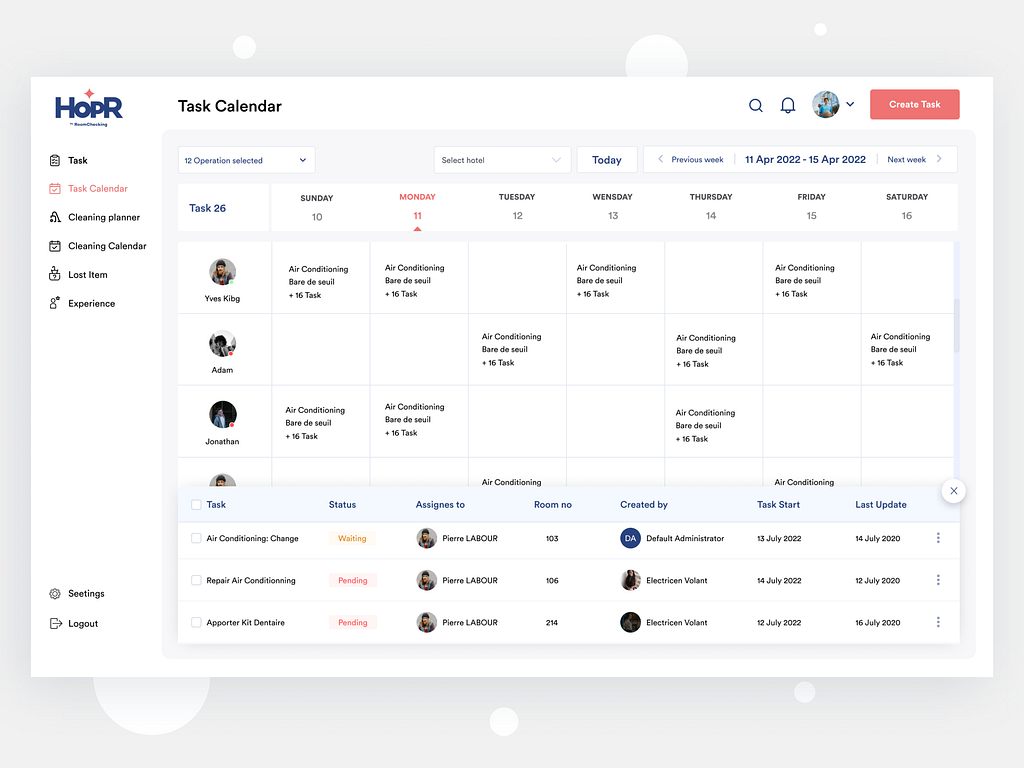 HOPR
BY RoomChecking
Task Calendar
Create Task
Task
Task Calendar
Cleaning planner
Cleaning Calendar
Lost Item
Experience
Seetings
Logout
12 Operation selected
Select hotel
Today
Previous week
11 Apr 2022 - 15 Apr 2022
Next week
Task 26
SUNDAY
10
MONDAY
11
TUESDAY
12
WENSDAY
13
THURSDAY
14
FRIDAY
15
SATURDAY
16
Yves Kibg
Air Conditioning
Bare de seuil
+ 16 Task
Air Conditioning
Bare de seuil
+ 16 Task
Air Conditioning
Bare de seuil
+ 16 Task
Air Conditioning
Bare de seuil
+ 16 Task
Adam
Air Conditioning
Bare de seuil
+ 16 Task
Air Conditioning
Bare de seuil
+ 16 Task
Air Conditioning
Bare de seuil
+ 16 Task
Jonathan
Air Conditioning
Bare de seuil
+ 16 Task
Air Conditioning
Bare de seuil
+ 16 Task
Air Conditioning
Bare de seuil
+ 16 Task
Air Conditioning
Air Conditioning
Task Status Assignes to Room no Created by Task Start Last Update
Air Conditioning: Change Waiting Pierre LABOUR 103 DA Default Administrator 13 July 2022 14 July 2020
Repair Air Conditionning Pending Pierre LABOUR 106 Electricen Volant 14 July 2022 12 July 2020
Apporter Kit Dentaire Pending Pierre LABOUR 214 Electricen Volant 12 July 2022 16 July 2020